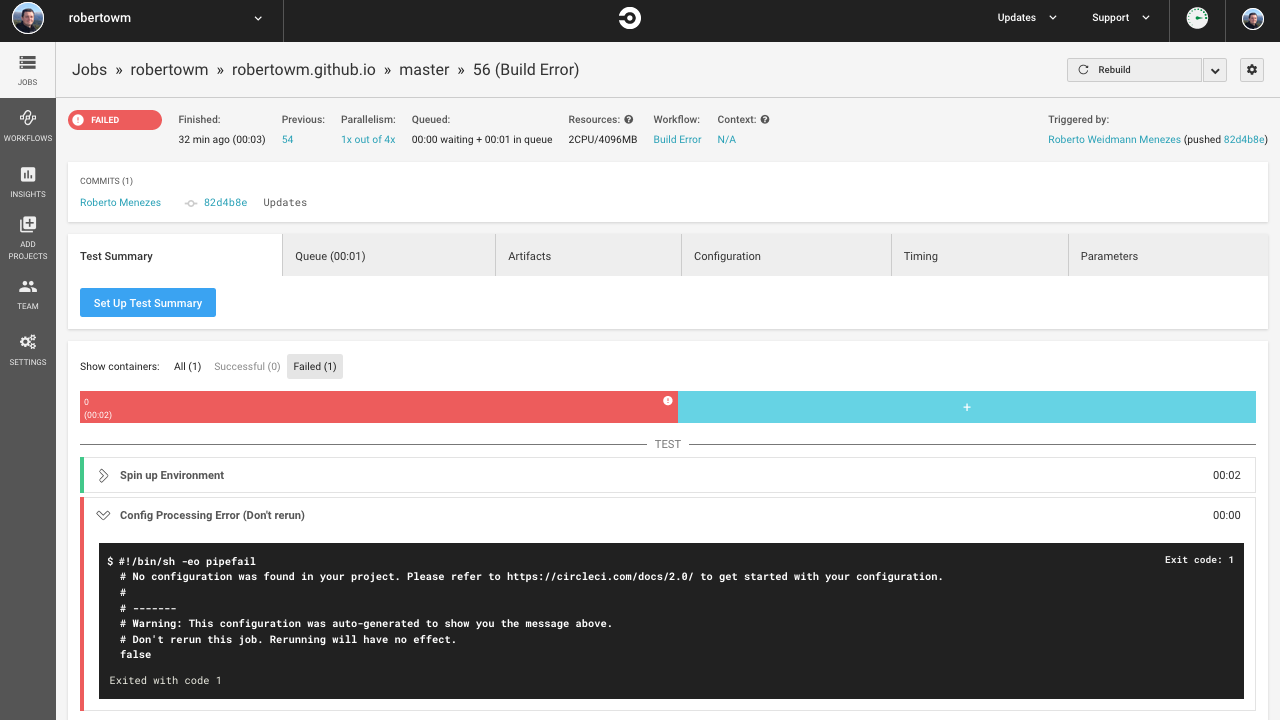 robertowm
Updates
Support
JOBS
WORKFLOWS
INSIGHTS
ADD
PROJECTS
TEAM
SETTINGS
Jobs » robertowm » robertowm.github.io » master » 56 (Build Error)
Rebuild
FAILED
Finished:
32 min ago (00:03)
Previous:
54
Parallelism:
1x out of 4x
Queued:
00:00 waiting + 00:01 in queue
Resources: ?
2CPU/4096MB
Workflow:
Build Error
Context: ?
N/A
Triggered by:
Roberto Weidmann Menezes (pushed 82d4b8e)
COMMITS (1)
Roberto Menezes 82d4b8e Updates
Test Summary
Queue (00:01)
Artifacts
Configuration
Timing
Parameters
Set Up Test Summary
Show containers: All (1) Successful (0) Failed (1)
0
(00:02)
+
TEST
Spin up Environment 00:02
Config Processing Error (Don't rerun) 00:00
$ #!/bin/sh -eo pipefail Exit code: 1
# No configuration was found in your project. Please refer to https://circleci.com/docs/2.0/ to get started with your configuration.
#
# -------
# Warning: This configuration was auto-generated to show you the message above.
# Don't rerun this job. Rerunning will have no effect.
false
Exited with code 1